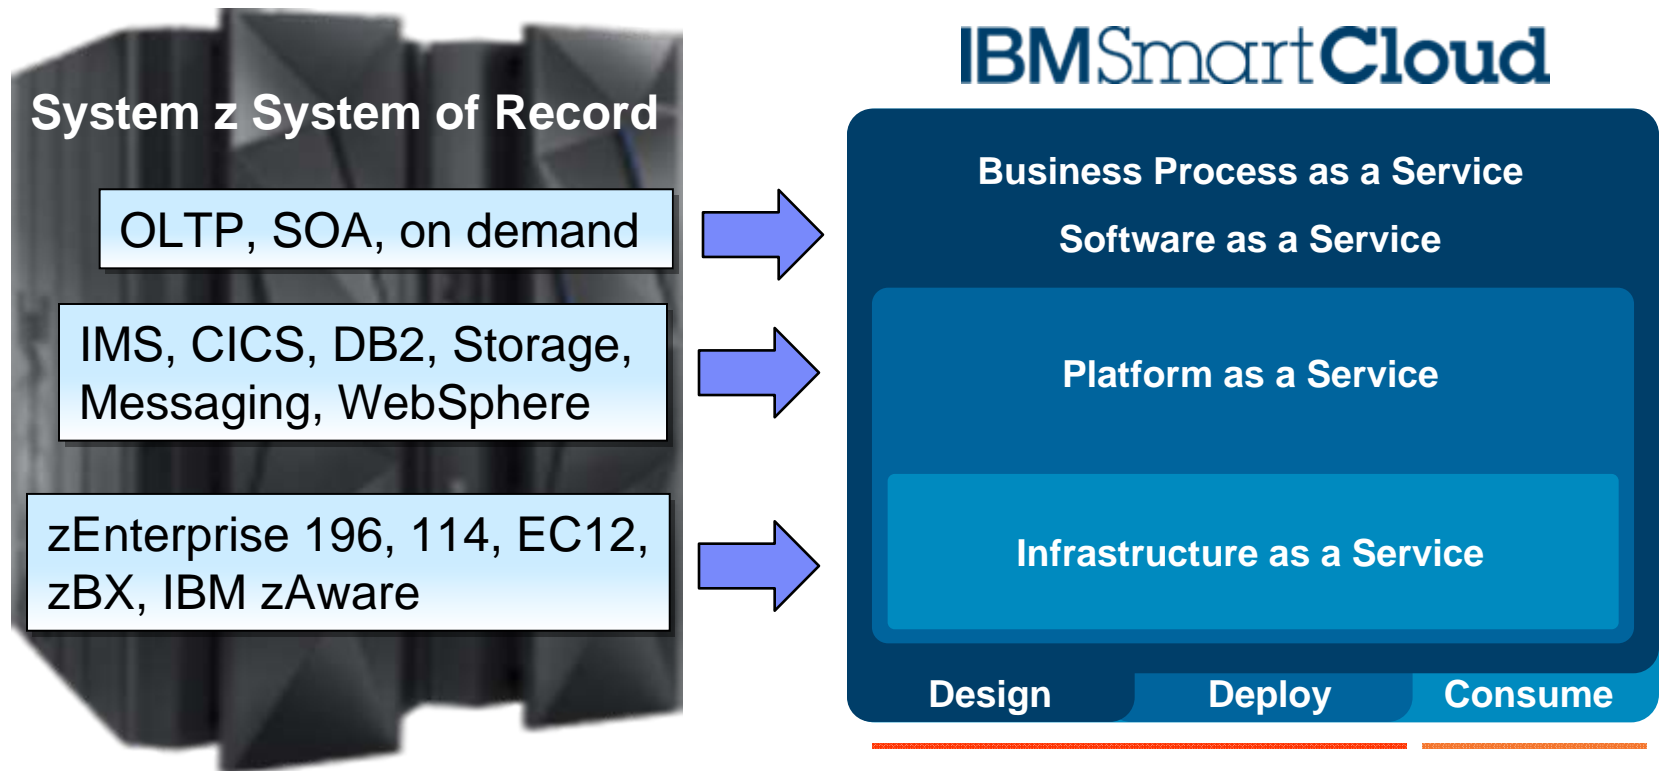 System z System of Record
OLTP, SOA, on demand
IMS, CICS, DB2, Storage,
Messaging, WebSphere
zEnterprise 196, 114, EC12,
zBX, IBM zAware
IBMSmartCloud
Business Process as a Service
Software as a Service
Platform as a Service
Infrastructure as a Service
Design Deploy Consume